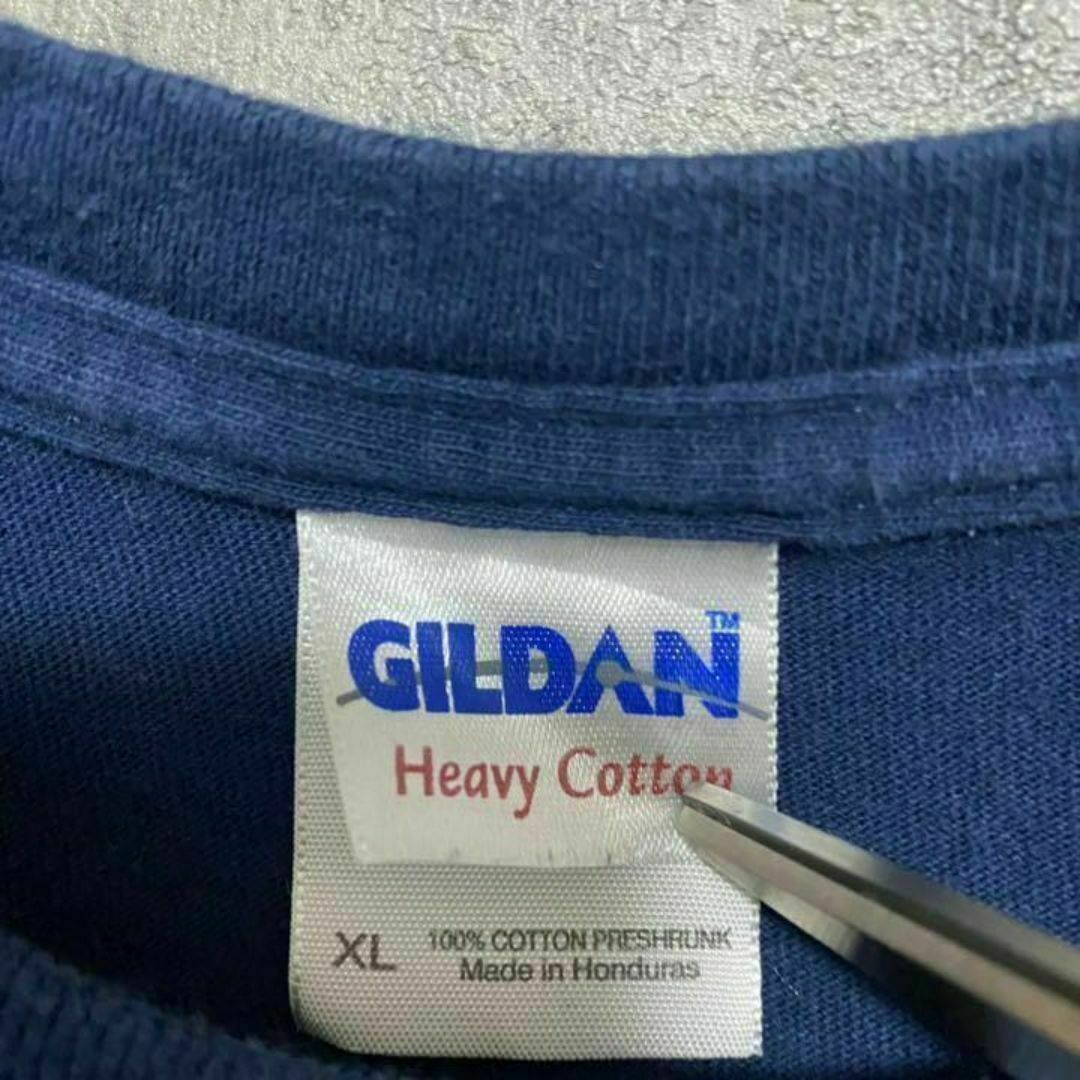 GILDAN™
Heavy Cotton
XL
100% COTTON PRESHRUNK
Made in Honduras